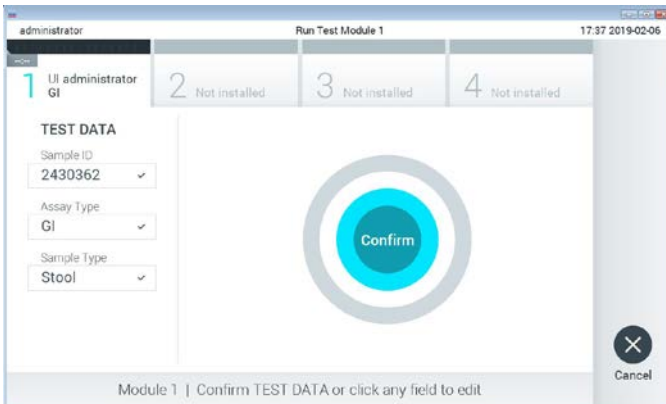 administrator Run Test Module 1 17:37 2019-02-06
1 UI administrator
GI
2 Not installed
3 Not installed
4 Not installed
TEST DATA
Sample ID
2430362
Assay Type
GI
Sample Type
Stool
Confirm
Cancel
Module 1 | Confirm TEST DATA or click any field to edit